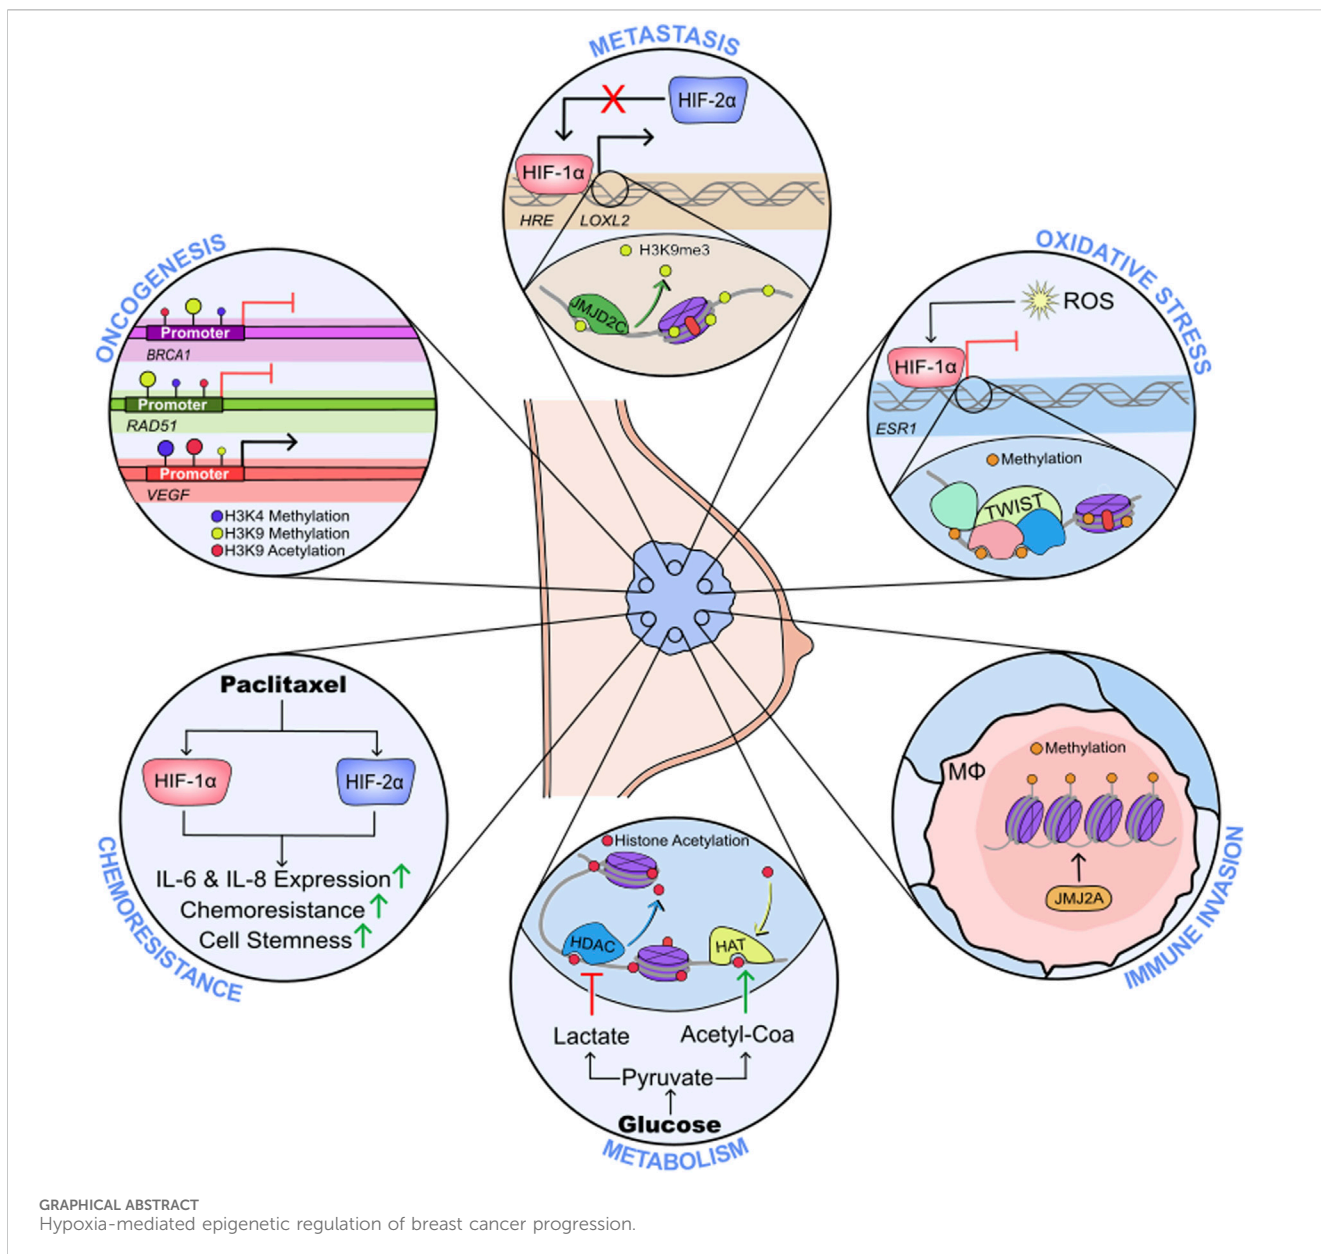 METASTASIS
HIF-2α
HIF-1α
HRE LOXL2
H3K9me3
JMJD2C
ONCOGENESIS
Promoter
BRCA1
Promoter
RAD51
Promoter
VEGF
H3K4 Methylation
H3K9 Methylation
H3K9 Acetylation
OXIDATIVE STRESS
ROS
HIF-1α
ESR1
Methylation
TWIST
Paclitaxel
HIF-1α
HIF-2α
IL-6 & IL-8 Expression
Chemoresistance
Cell Stemness
CHEMORESISTANCE
Histone Acetylation
HDAC
HAT
Lactate
Acetyl-Coa
Pyruvate
Glucose
METABOLISM
MΦ
Methylation
JMJ2A
IMMUNE INVASION
GRAPHICAL ABSTRACT
Hypoxia-mediated epigenetic regulation of breast cancer progression.